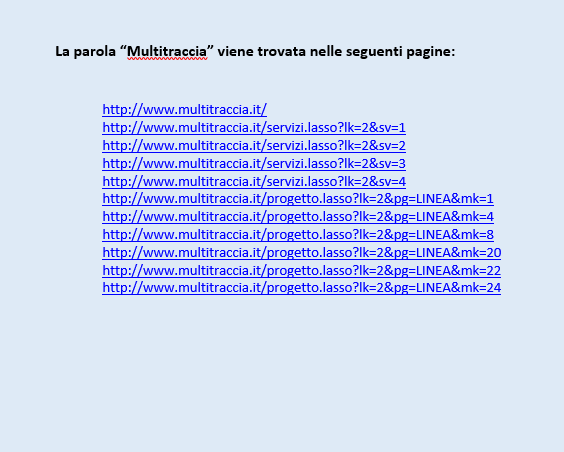 La parola “Multitraccia” viene trovata nelle seguenti pagine:
http://www.multitraccia.it/
http://www.multitraccia.it/servizi.lasso?lk=2&sv=1
http://www.multitraccia.it/servizi.lasso?lk=2&sv=2
http://www.multitraccia.it/servizi.lasso?lk=2&sv=3
http://www.multitraccia.it/servizi.lasso?lk=2&sv=4
http://www.multitraccia.it/progetto.lasso?lk=2&pg=LINEA&mk=1
http://www.multitraccia.it/progetto.lasso?lk=2&pg=LINEA&mk=4
http://www.multitraccia.it/progetto.lasso?lk=2&pg=LINEA&mk=8
http://www.multitraccia.it/progetto.lasso?lk=2&pg=LINEA&mk=20
http://www.multitraccia.it/progetto.lasso?lk=2&pg=LINEA&mk=22
http://www.multitraccia.it/progetto.lasso?lk=2&pg=LINEA&mk=24